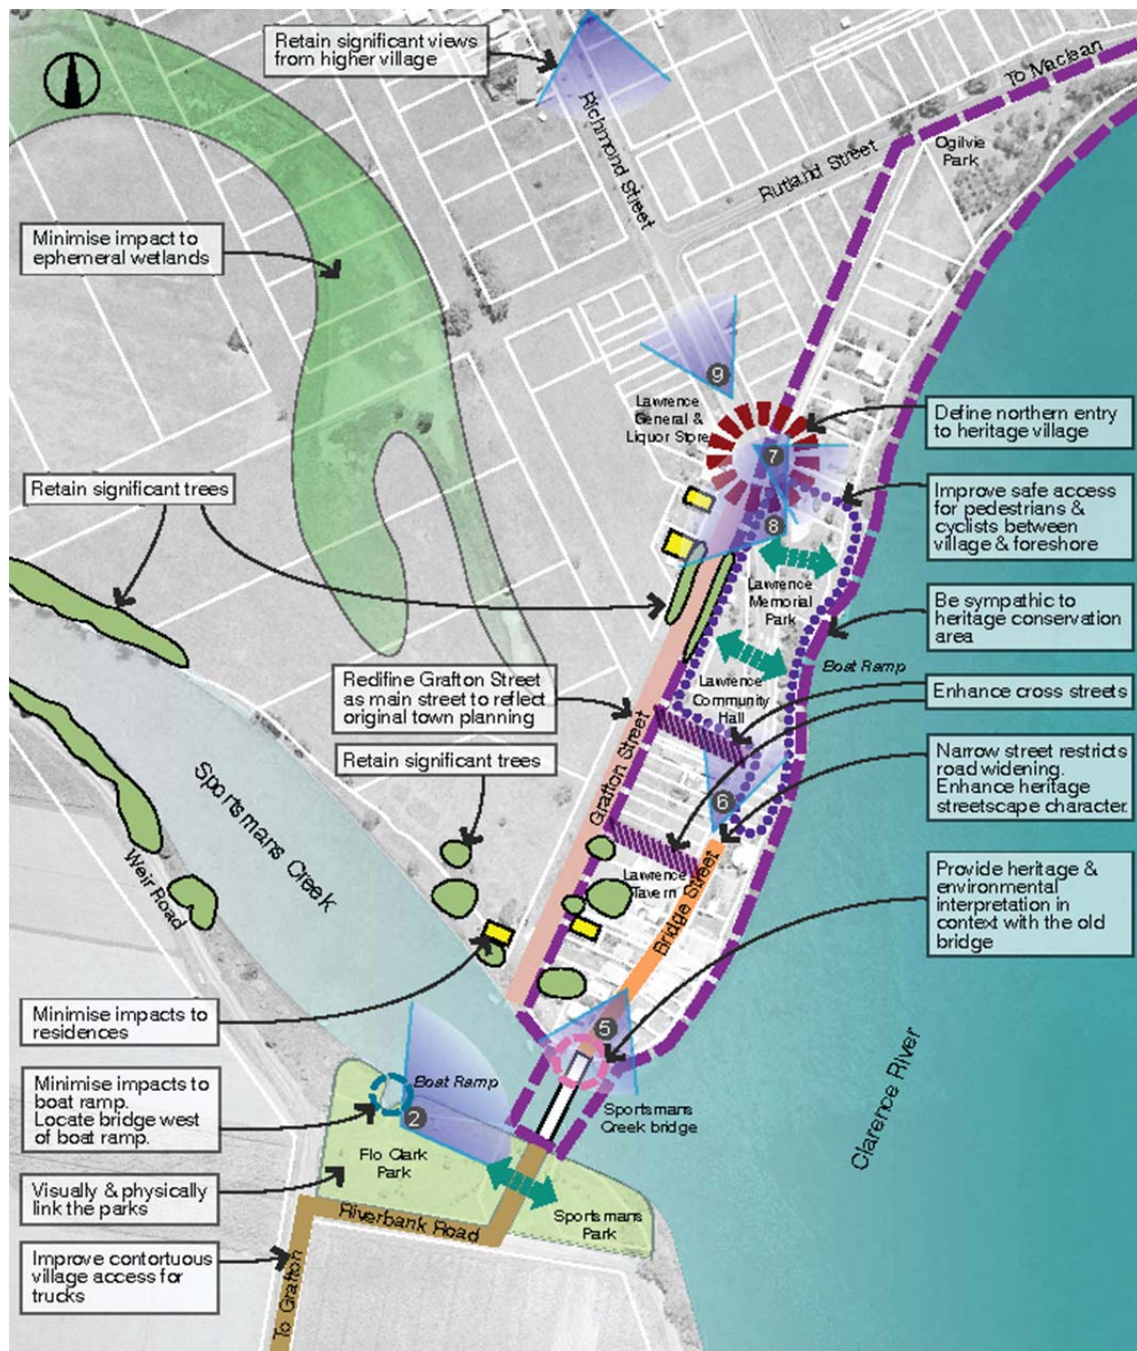 Retain significant views
from higher village
To Maclean
Richmond Street
Rutland Street
Ogilvie
Park
Minimise impact to
ephemeral wetlands
9
Lawrence
General &
Liquor Store
Define northern entry
to heritage village
7
Retain significant trees
Improve safe access
for pedestrians &
cyclists between
village & foreshore
8
Lawrence
Memorial
Park
Be sympathic to
heritage conservation
area
Boat Ramp
Redifine Grafton Street
as main street to reflect
original town planning
Lawrence
Community
Hall
Enhance cross streets
Retain significant trees
Grafton Street
Narrow street restricts
road widening.
Enhance heritage
streetscape character.
6
Sportsmans Creek
Weir Road
Lawrence
Tavern
Bridge Street
Provide heritage &
environmental
interpretation in
context with the old
bridge
Minimise impacts to
residences
5
Clarence River
Minimise impacts to
boat ramp.
Locate bridge west
of boat ramp.
Boat Ramp
2
Sportsmans
Creek bridge
Flo Clark
Park
Visually & physically
link the parks
Riverbank Road
Sportsmans
Park
Improve contortuous
village access for
trucks
To Grafton